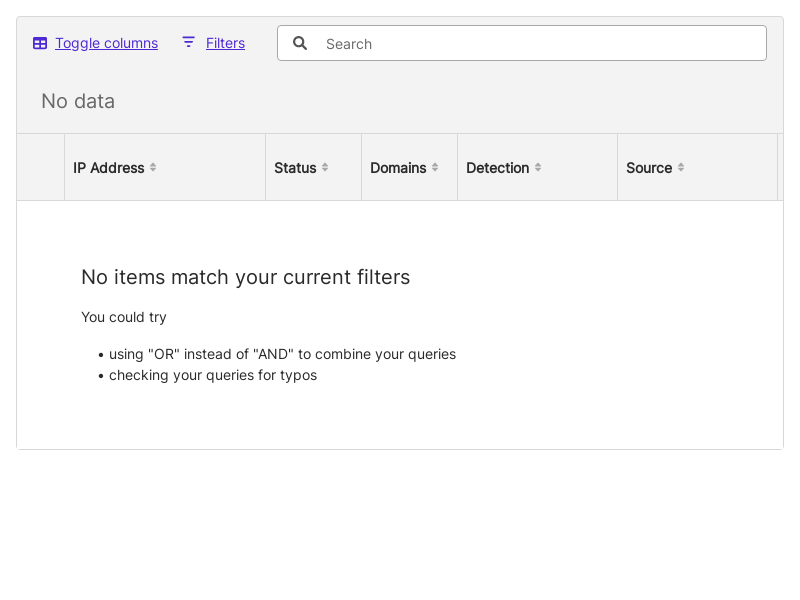 Toggle columns Filters Search
No data
IP Address Status Domains Detection Source
No items match your current filters
You could try
• using "OR" instead of "AND" to combine your queries
• checking your queries for typos